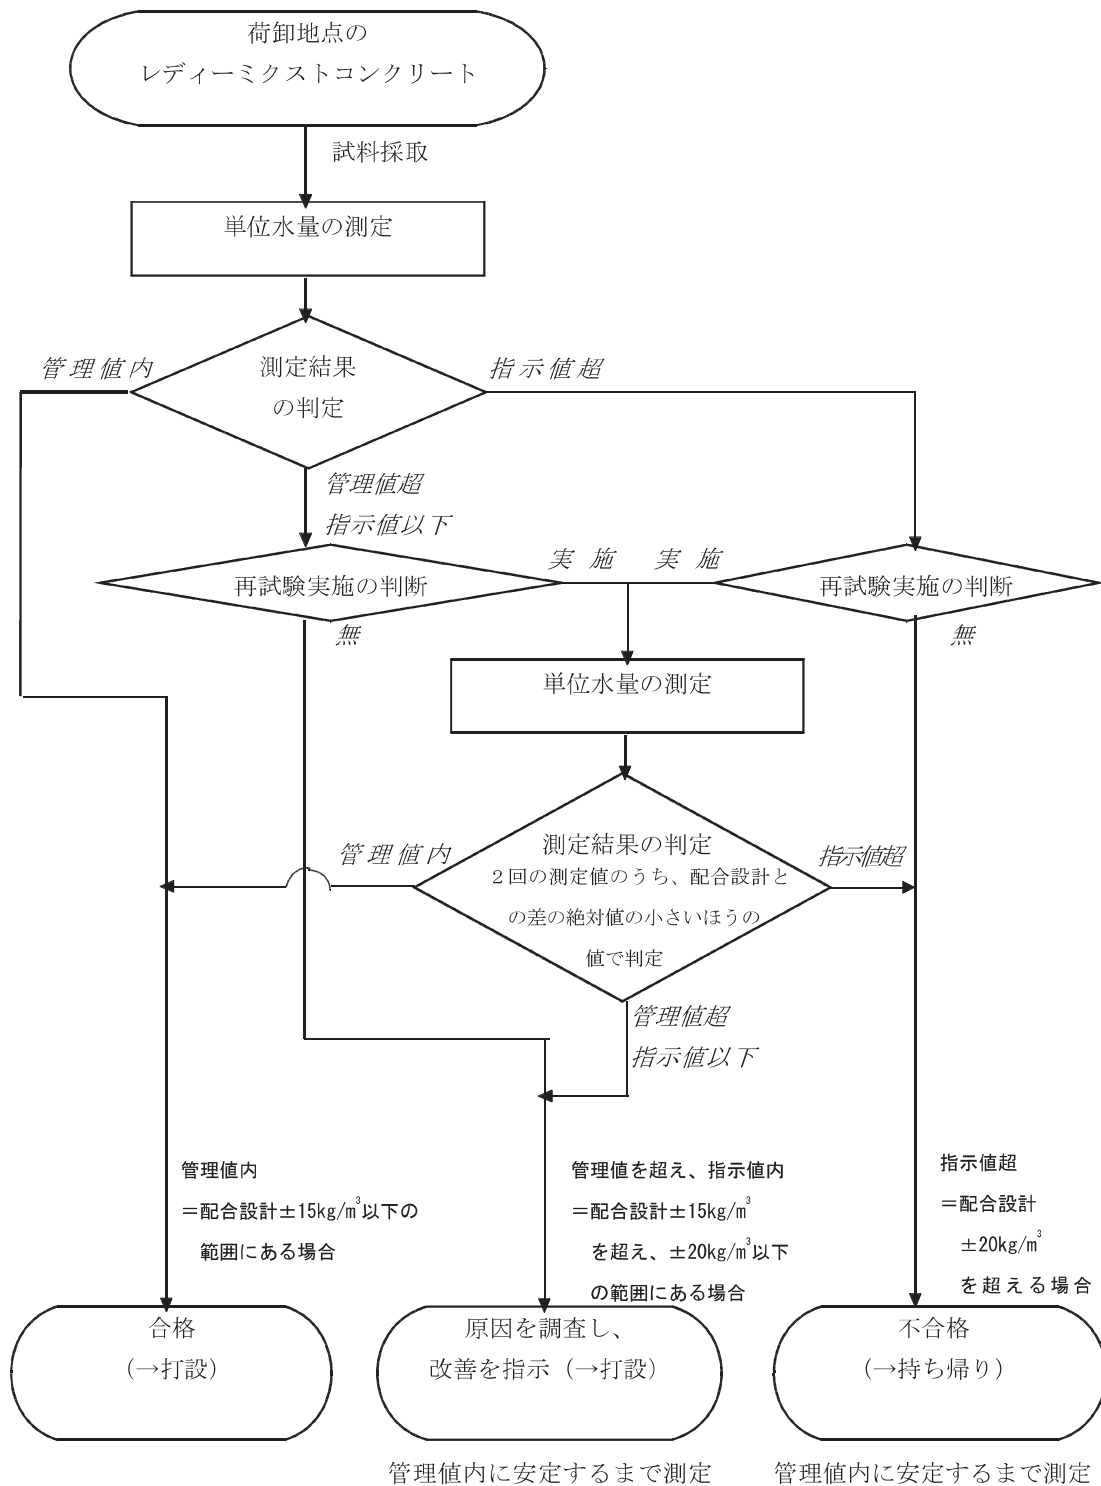 荷卸地点の
レディーミクストコンクリート
試料採取
単位水量の測定
管理値内
測定結果
の判定
指示値超
管理値超
指示値以下
再試験実施の判断
実施
実施
再試験実施の判断
無
無
単位水量の測定
管理値内
測定結果の判定
２回の測定値のうち、配合設計と
の差の絶対値の小さいほうの
値で判定
指示値超
管理値超
指示値以下
管理値内
＝配合設計±15kg/m³以下の
範囲にある場合
管理値を超え、指示値内
＝配合設計±15kg/m³
を超え、±20kg/m³以下
の範囲にある場合
指示値超
＝配合設計
±20kg/m³
を超える場合
合格
（→打設）
原因を調査し、
改善を指示（→打設）
不合格
（→持ち帰り）
管理値内に安定するまで測定
管理値内に安定するまで測定